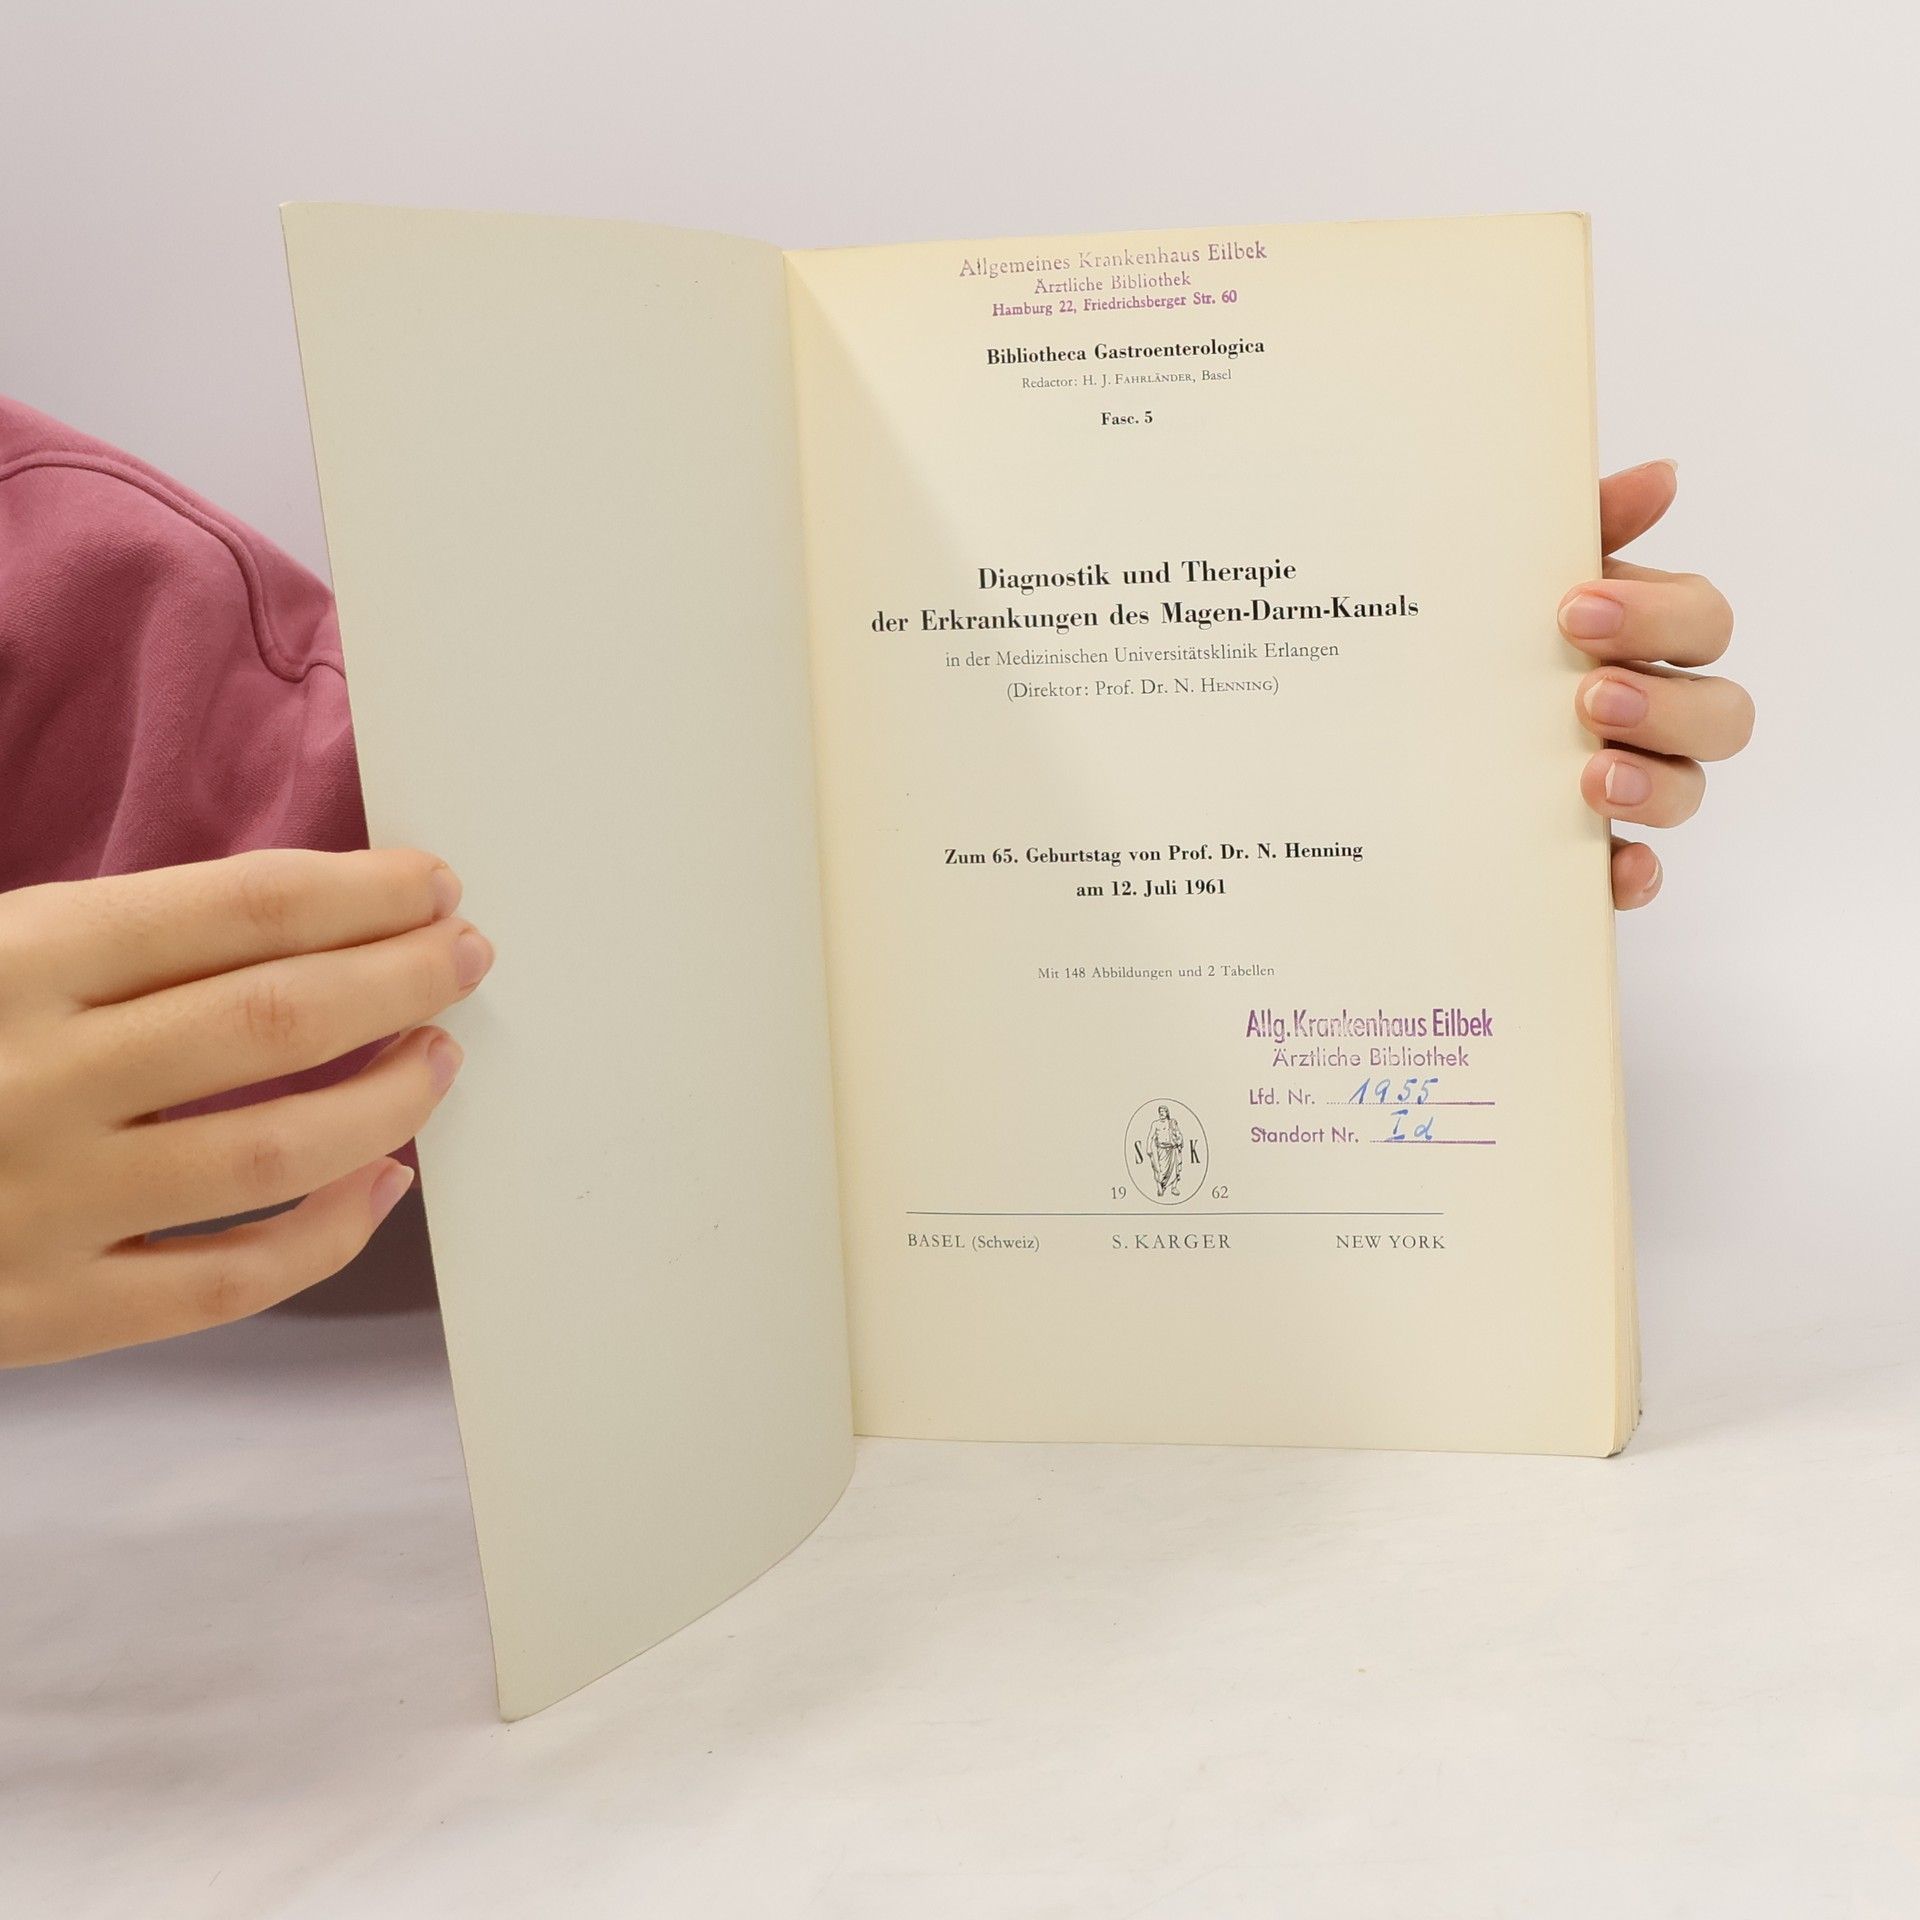 Allgemeines Krankenhaus Eilbek
Ärztliche Bibliothek
Hamburg 22, Friedrichsberger Str. 60
Bibliotheca Gastroenterologica
Redactor: H. J. FAHRLÄNDER, Basel
Fasc. 5
Diagnostik und Therapie
der Erkrankungen des Magen-Darm-Kanals
in der Medizinischen Universitätsklinik Erlangen
(Direktor: Prof. Dr. N. HENNING)
Zum 65. Geburtstag von Prof. Dr. N. Henning
am 12. Juli 1961
Mit 148 Abbildungen und 2 Tabellen
Allg. Krankenhaus Eilbek
Ärztliche Bibliothek
Lfd. Nr. 1955
Standort Nr. I d
S K
19 62
BASEL (Schweiz) S. KARGER NEW YORK